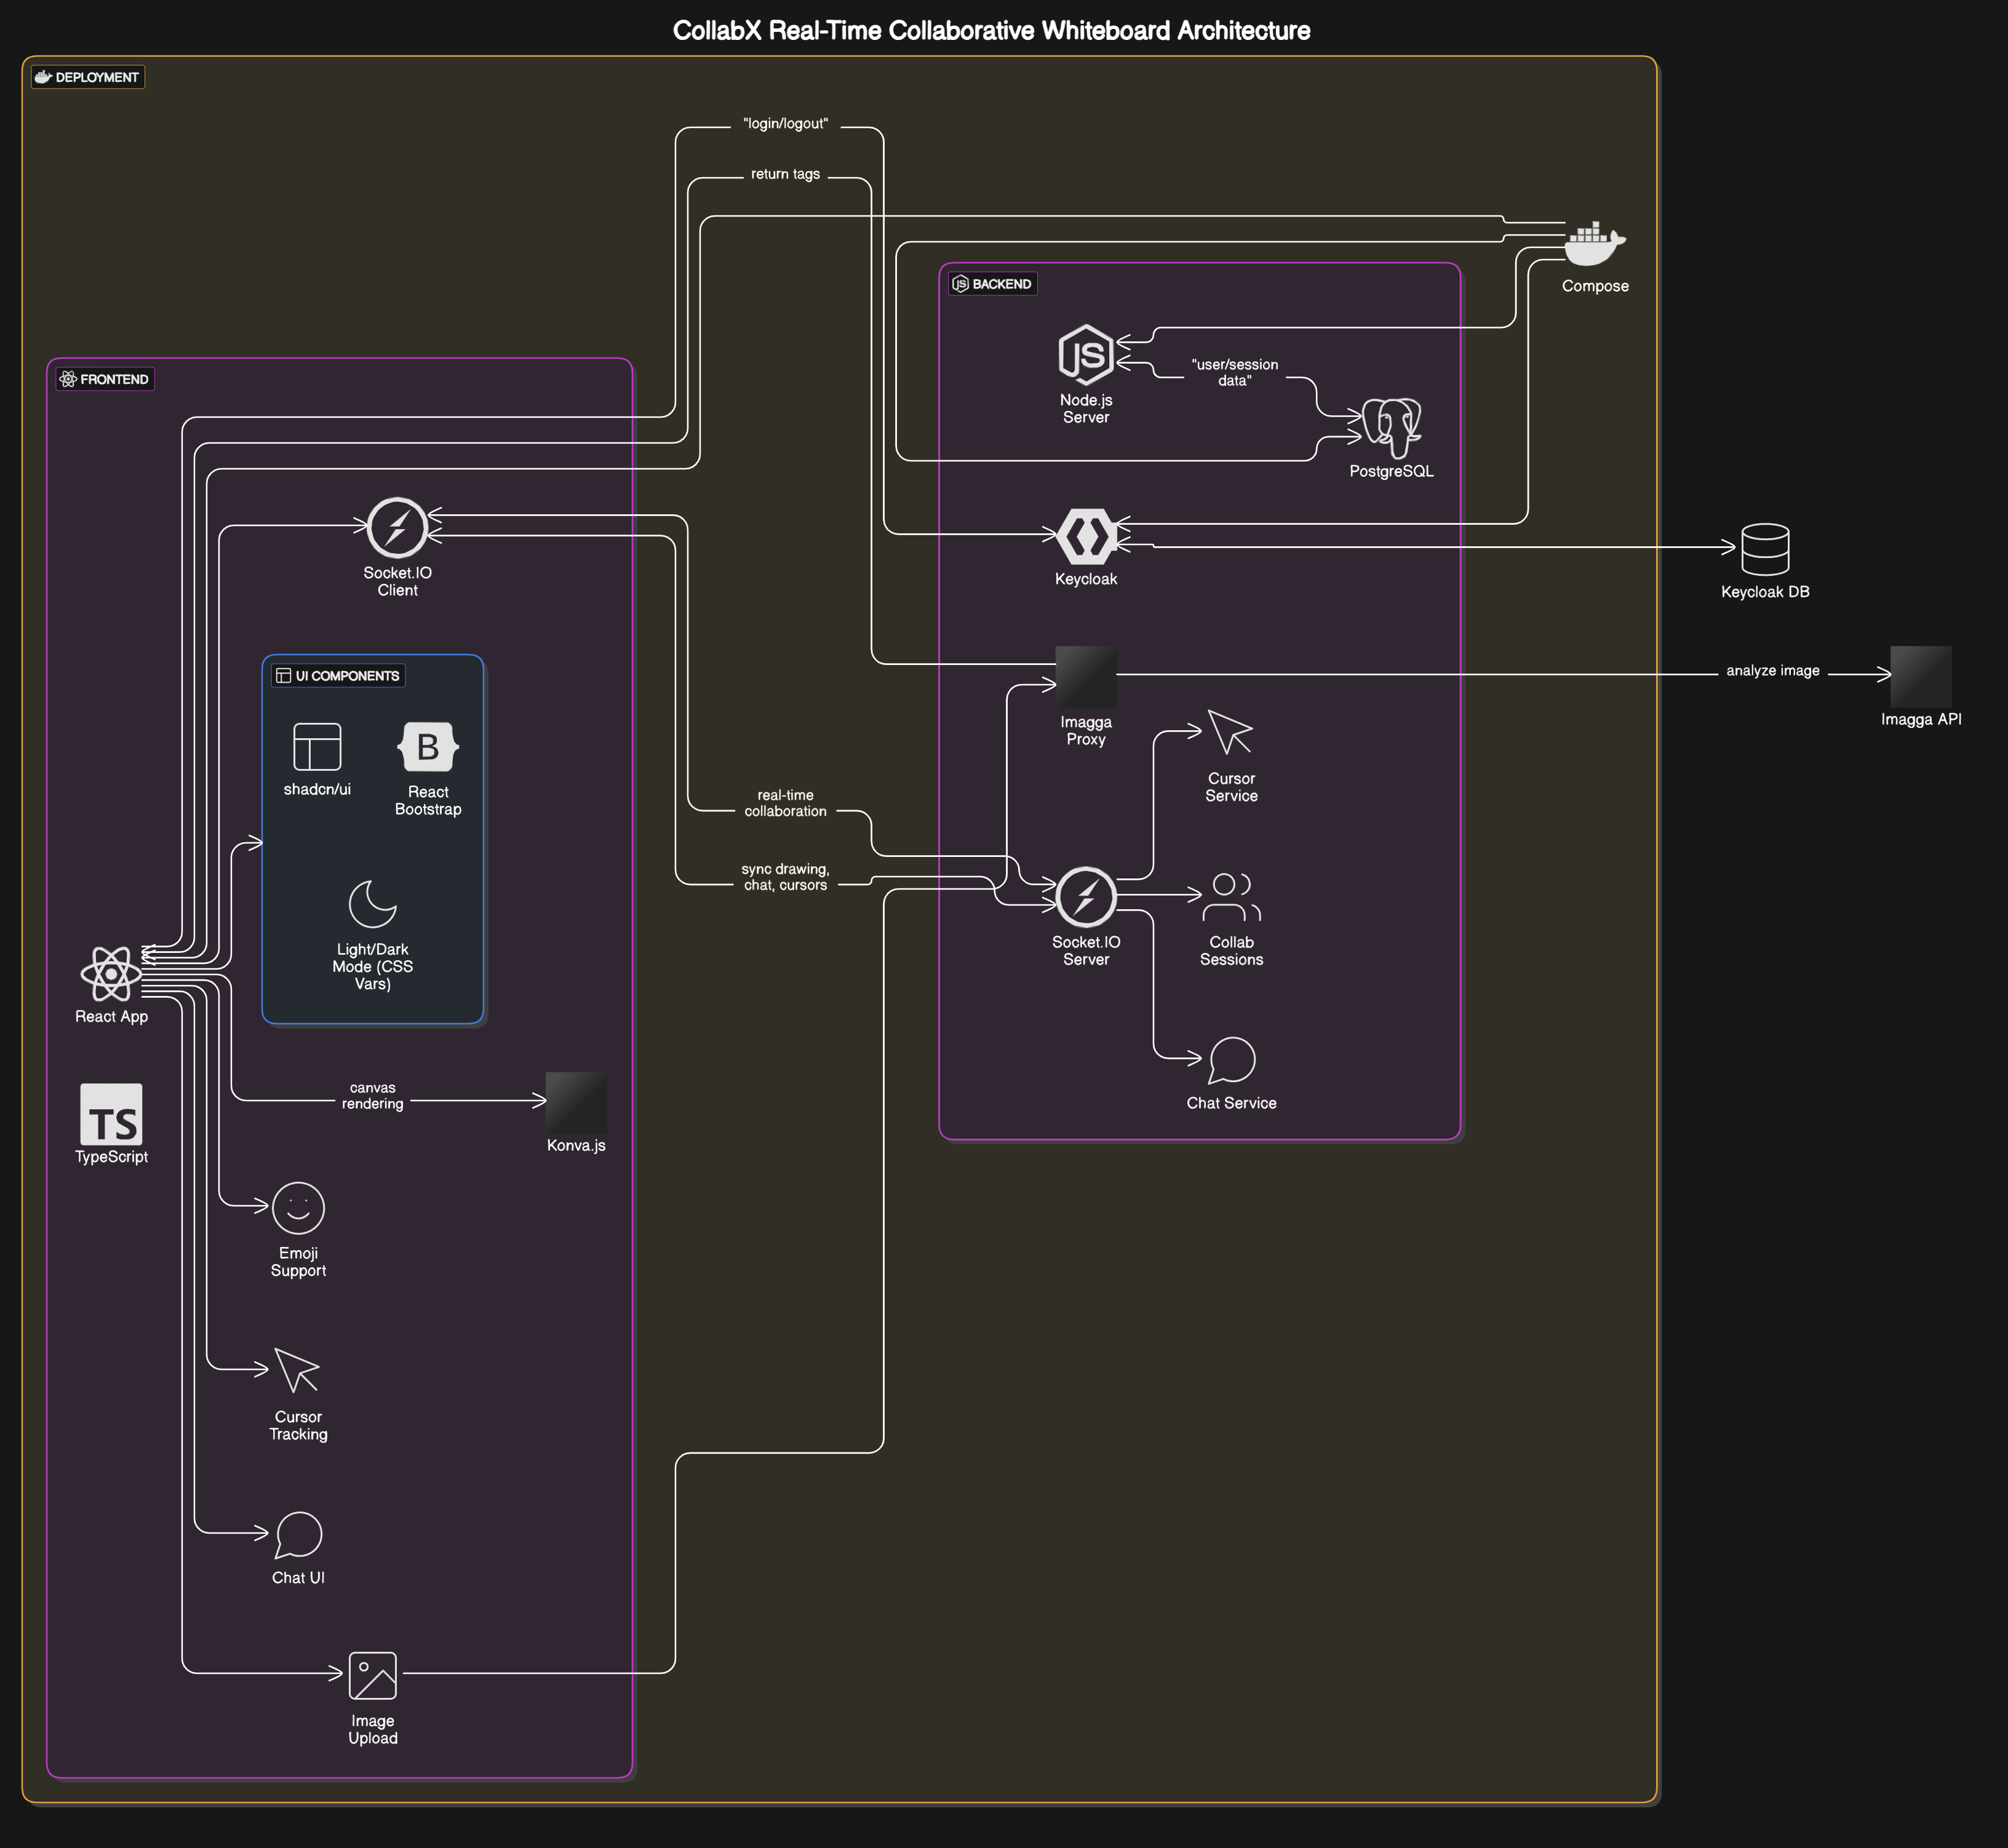 CollabX Real-Time Collaborative Whiteboard Architecture
DEPLOYMENT
"login/logout"
return tags
Compose
BACKEND
JS
Node.js
Server
"user/session
data"
PostgreSQL
FRONTEND
Socket.IO
Client
Keycloak
Keycloak DB
UI COMPONENTS
shadcn/ui
B
React
Bootstrap
Light/Dark
Mode (CSS
Vars)
Imagga
Proxy
analyze image
Imagga API
Cursor
Service
real-time
collaboration
sync drawing,
chat, cursors
Socket.IO
Server
Collab
Sessions
Chat Service
React App
TS
TypeScript
canvas
rendering
Konva.js
Emoji
Support
Cursor
Tracking
Chat UI
Image
Upload